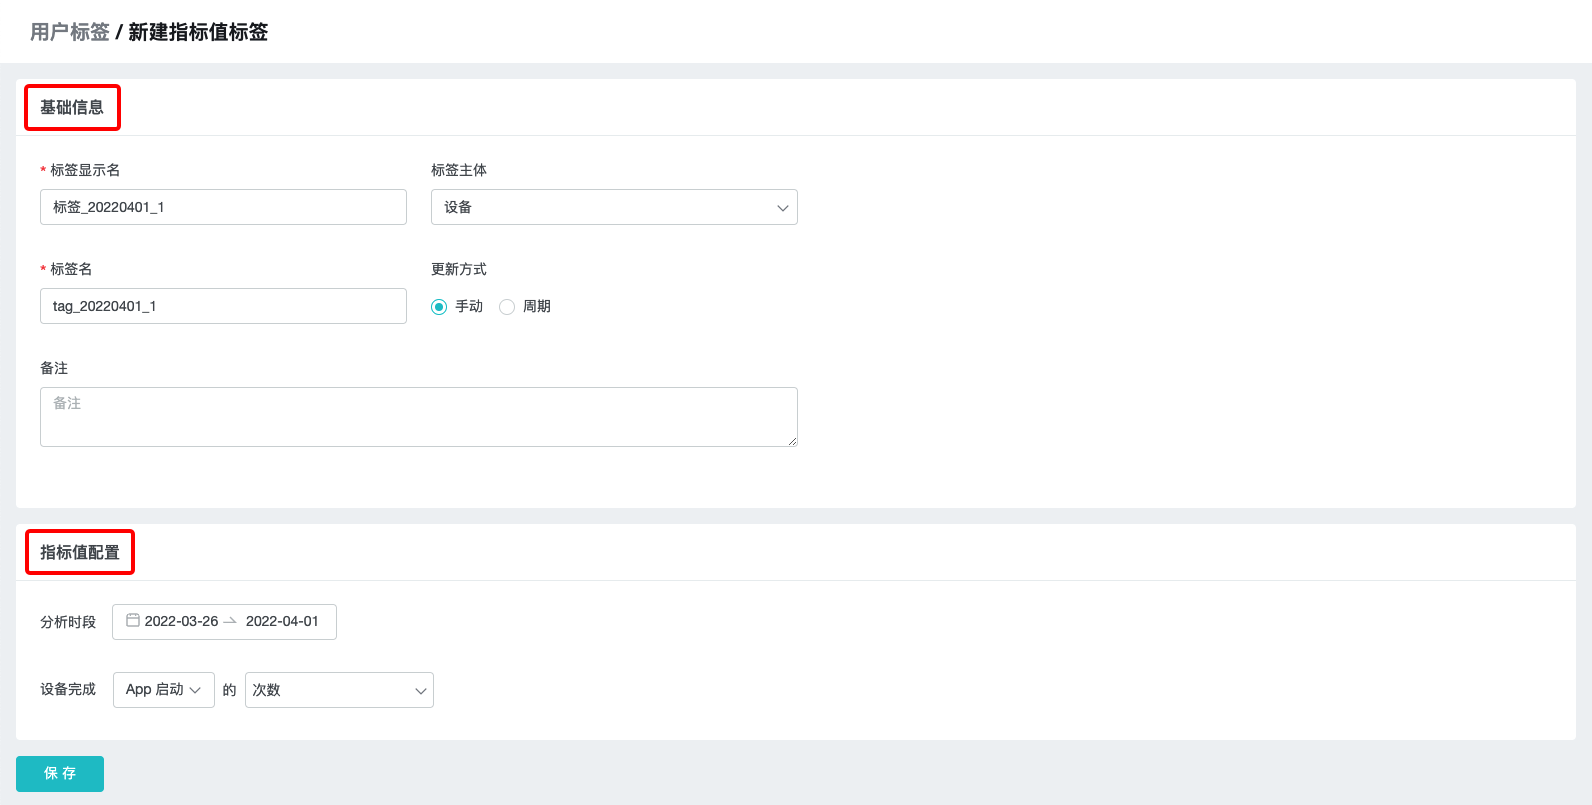 用户标签 / 新建指标值标签
基础信息
* 标签显示名
标签主体
标签_20220401_1
设备
* 标签名
更新方式
tag_20220401_1
手动
周期
备注
备注
指标值配置
分析时段 2022-03-26 → 2022-04-01
设备完成 App 启动 的 次数
保 存